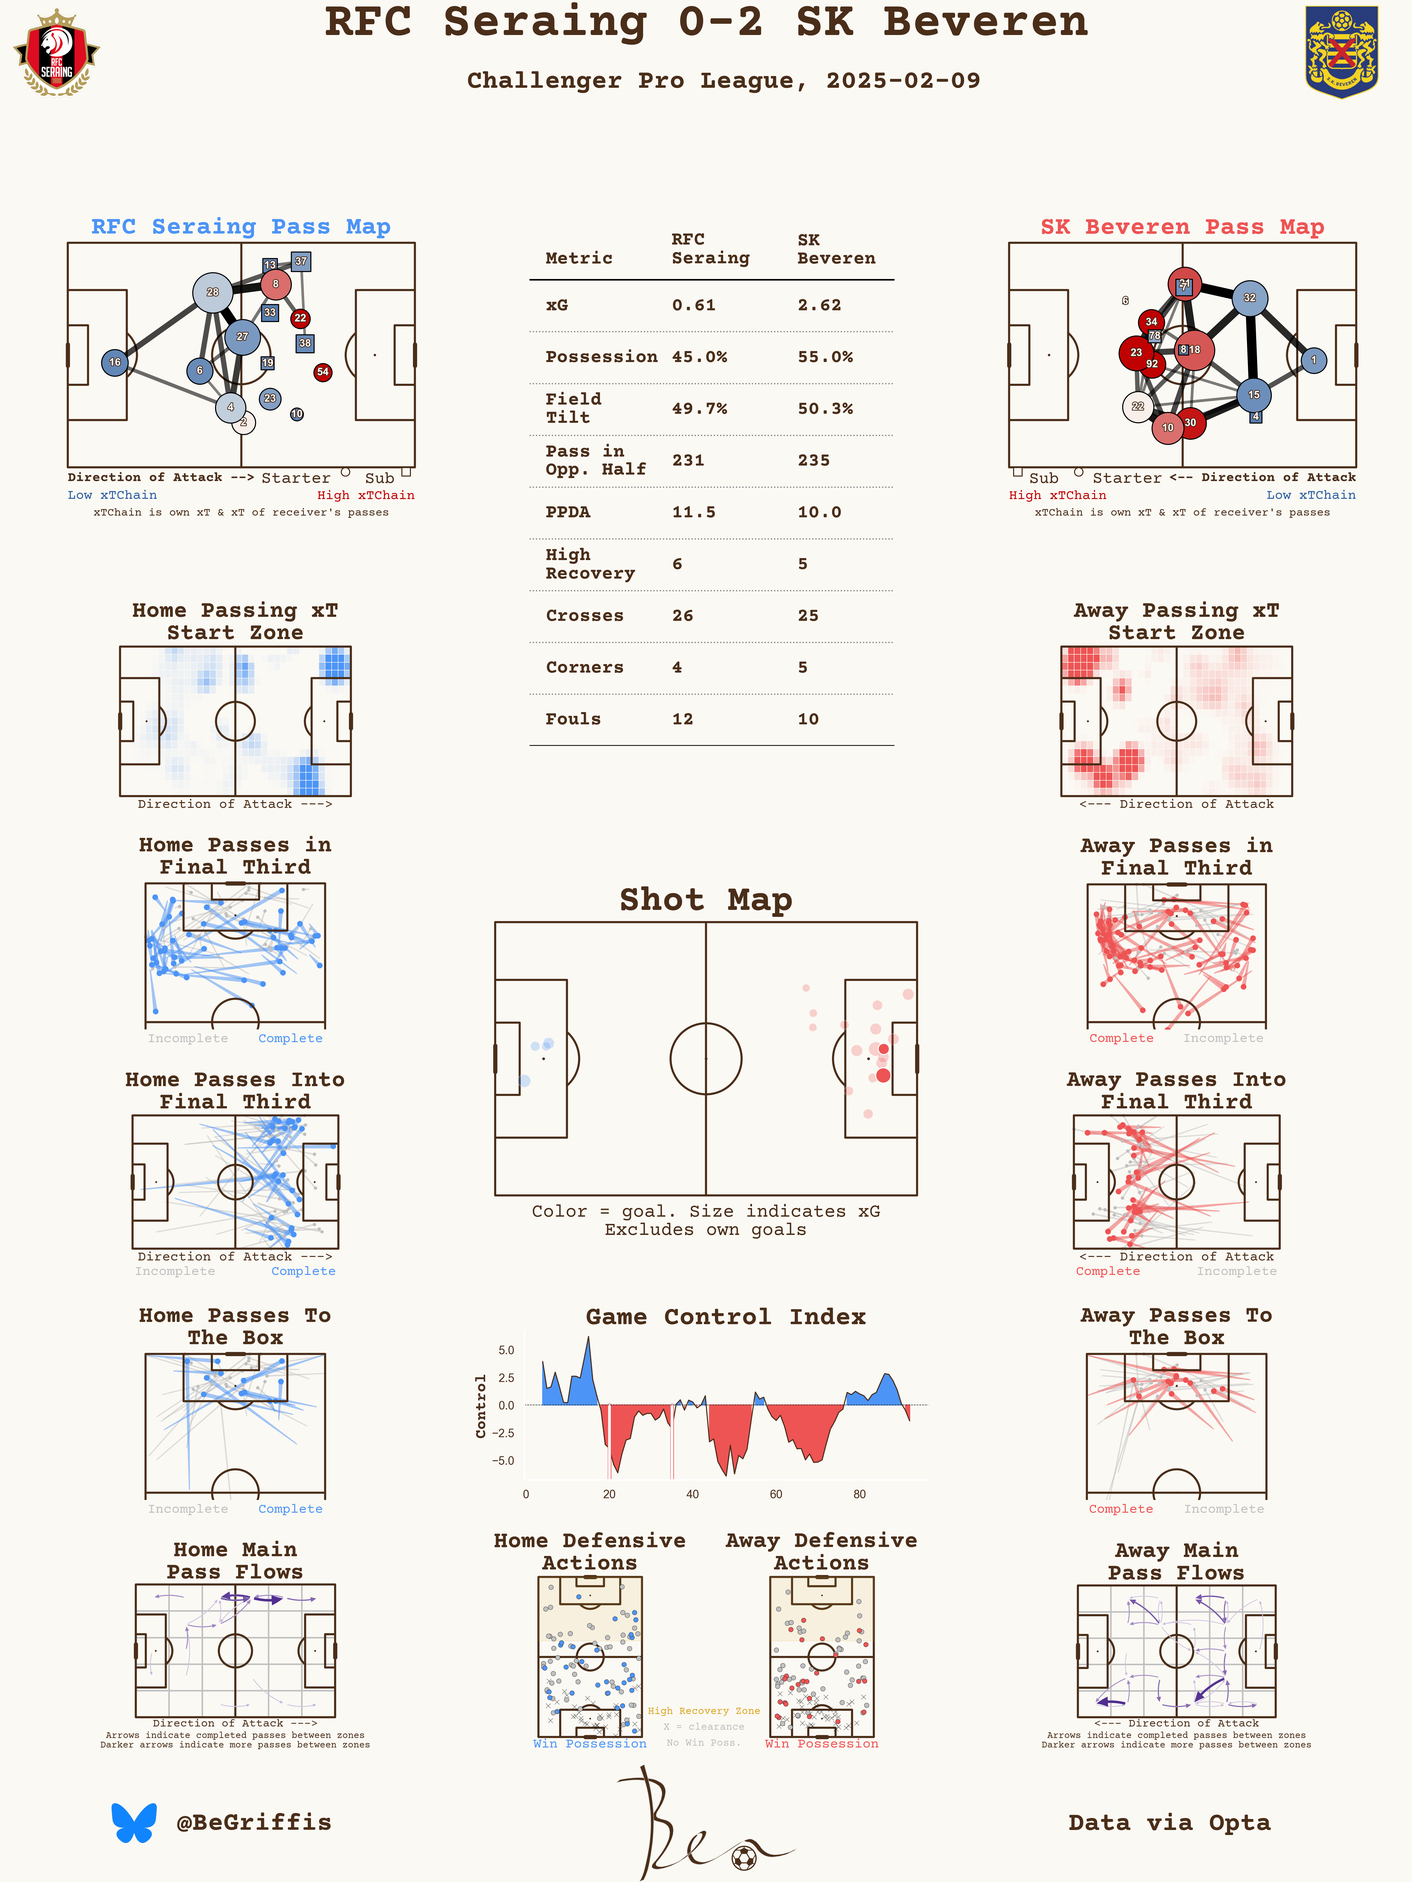 RFC Seraing 0-2 SK Beveren
Challenger Pro League, 2025-02-09
RFC
SERAING
S.K. BEVEREN
RFC Seraing Pass Map
13
37
28
8
33
22
27
38
16
19
6
54
23
4
10
2
Direction of Attack --> Starter Sub
Low xTChain High xTChain
xTChain is own xT & xT of receiver's passes
Metric RFC Seraing SK Beveren
xG 0.61 2.62
Possession 45.0% 55.0%
Field Tilt 49.7% 50.3%
Pass in Opp. Half 231 235
PPDA 11.5 10.0
High Recovery 6 5
Crosses 26 25
Corners 4 5
Fouls 12 10
SK Beveren Pass Map
6
7
32
34
78
23
8
18
92
1
22
15
10
30
4
Sub Starter <-- Direction of Attack
High xTChain Low xTChain
xTChain is own xT & xT of receiver's passes
Home Passing xT
Start Zone
Direction of Attack --->
Away Passing xT
Start Zone
<--- Direction of Attack
Home Passes in
Final Third
Incomplete Complete
Away Passes in
Final Third
Complete Incomplete
Shot Map
Color = goal. Size indicates xG
Excludes own goals
Home Passes Into
Final Third
Direction of Attack --->
Incomplete Complete
Away Passes Into
Final Third
<--- Direction of Attack
Complete Incomplete
Home Passes To
The Box
Incomplete Complete
Game Control Index
Control
5.0
2.5
0.0
−2.5
−5.0
0 20 40 60 80
Away Passes To
The Box
Complete Incomplete
Home Main
Pass Flows
Direction of Attack --->
Arrows indicate completed passes between zones
Darker arrows indicate more passes between zones
Home Defensive
Actions
Win Possession
Away Defensive
Actions
Win Possession
High Recovery Zone
X = clearance
No Win Poss.
Away Main
Pass Flows
<--- Direction of Attack
Arrows indicate completed passes between zones
Darker arrows indicate more passes between zones
@BeGriffis
Ben
Data via Opta